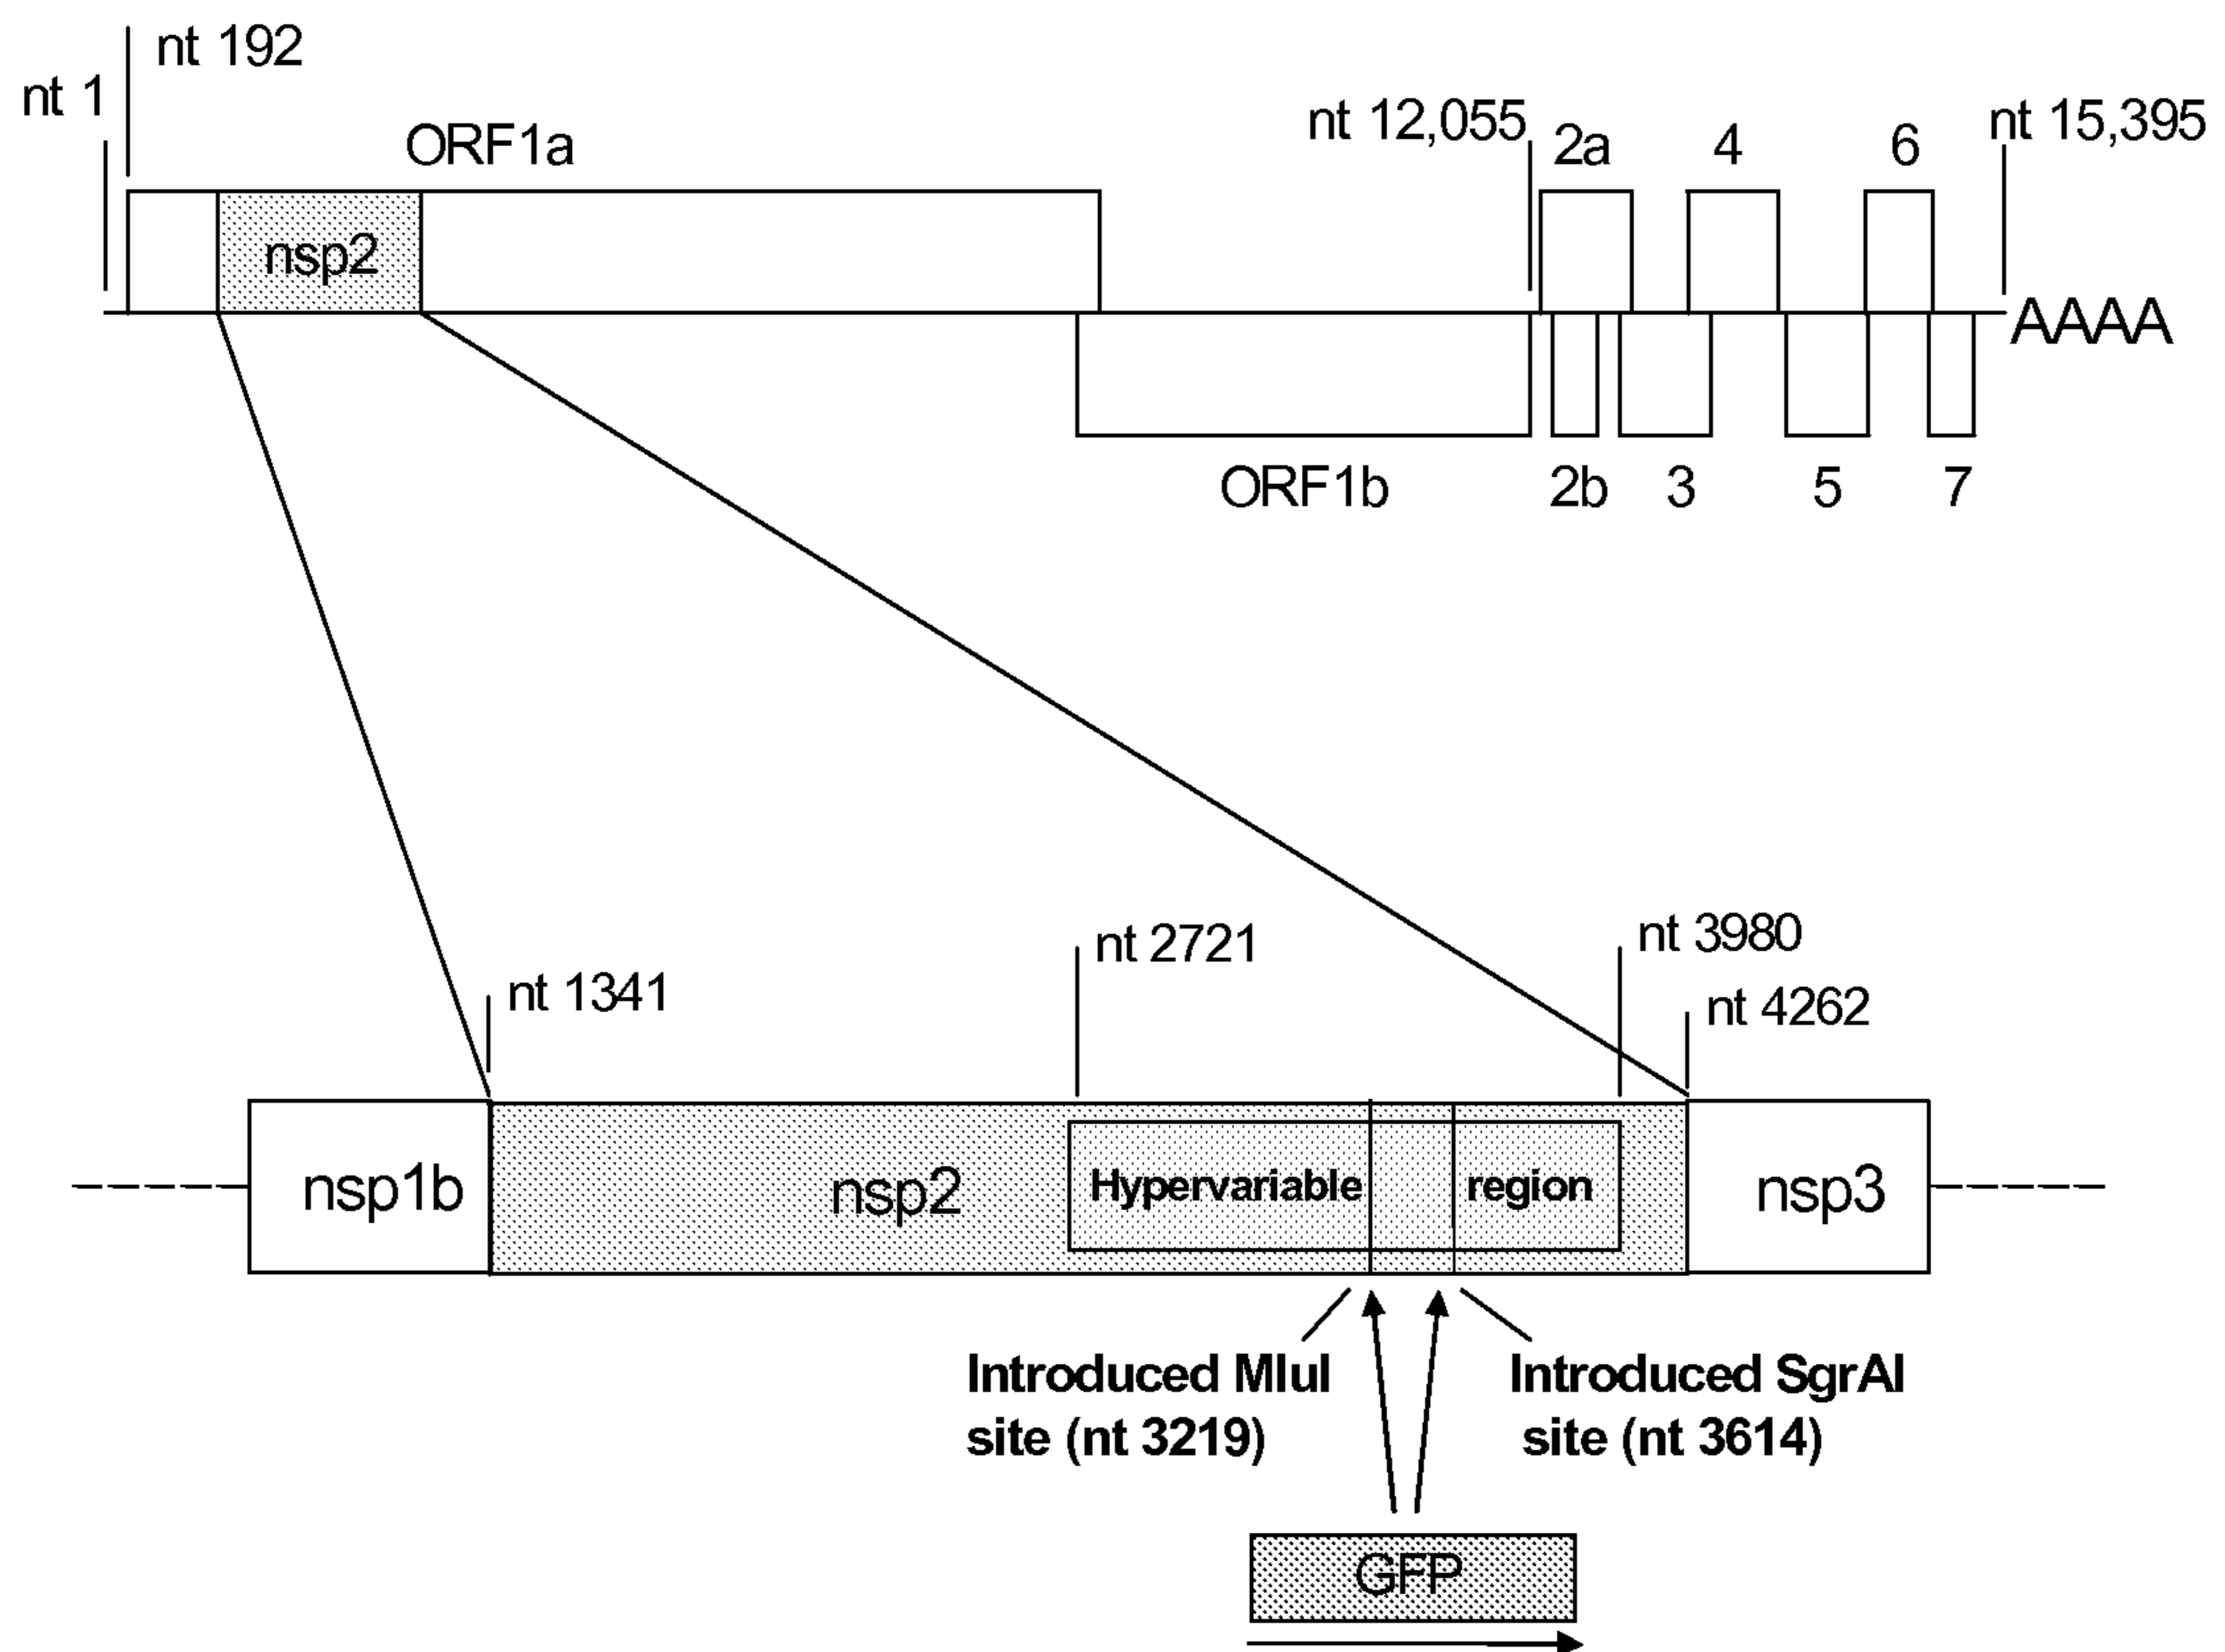 nt 192
nt 1
ORF1a
nt 12,055
2a
4
6
nt 15,395
nsp2
AAAA
ORF1b
2b
3
5
7
nt 2721
nt 3980
nt 1341
nt 4262
nsp1b
nsp2
Hypervariable region
nsp3
Introduced MluI
site (nt 3219)
Introduced SgrAI
site (nt 3614)
GFP